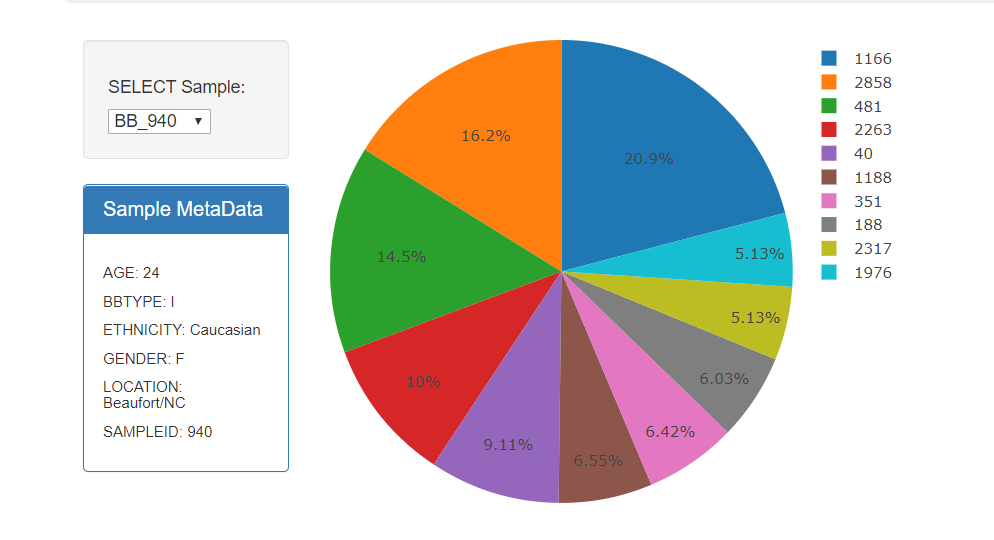 SELECT Sample:
BB_940
Sample MetaData
AGE: 24
BBTYPE: I
ETHNICITY: Caucasian
GENDER: F
LOCATION:
Beaufort/NC
SAMPLEID: 940
20.9%
16.2%
14.5%
10%
9.11%
6.55%
6.42%
6.03%
5.13%
5.13%
1166
2858
481
2263
40
1188
351
188
2317
1976